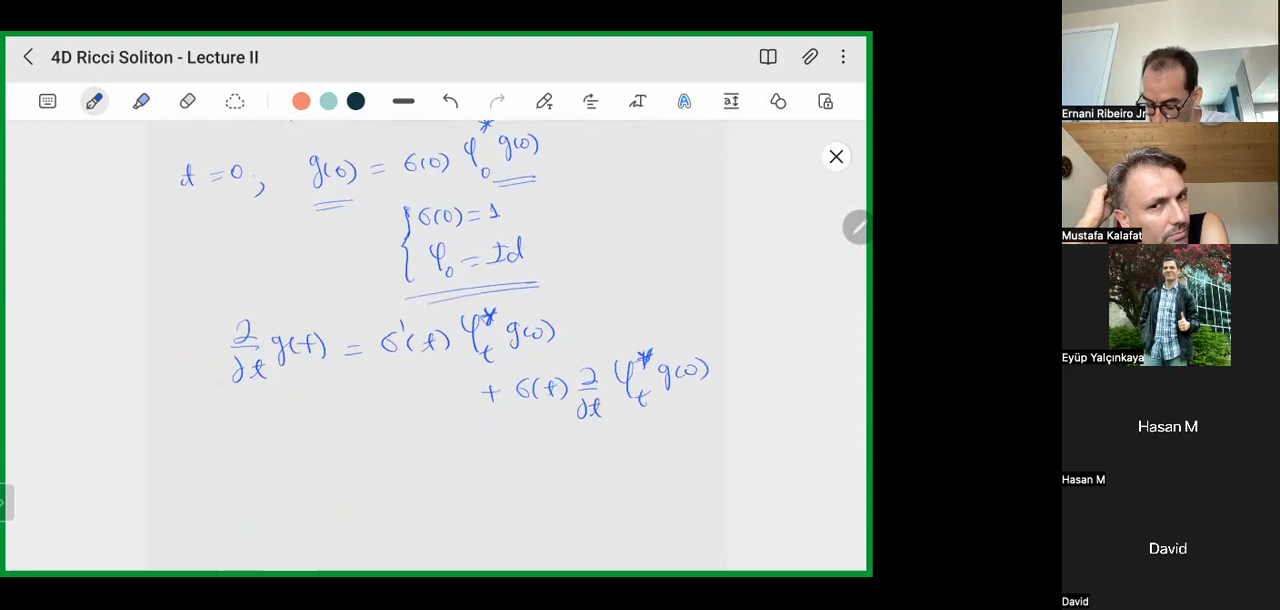 4D Ricci Soliton - Lecture II
t = 0, g(0) = σ(0) φ₀* g(0)
σ(0) = 1
φ₀ = Id
∂/∂t g(t) = σ'(t) φₜ* g(0)
+ σ(t) ∂/∂t φₜ* g(0)
Ernani Ribeiro Jr
Mustafa Kalafat
Eyüp Yalçınkaya
Hasan M
Hasan M
David
David